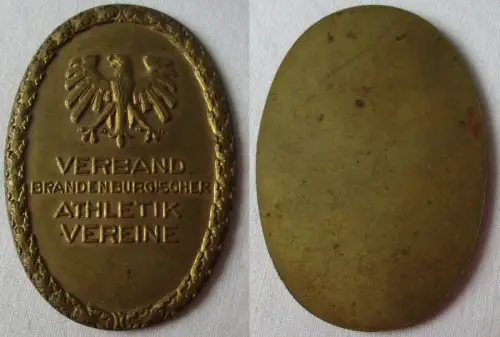 VERBAND
BRANDENBURGISCHER
ATHLETIK
VEREINE